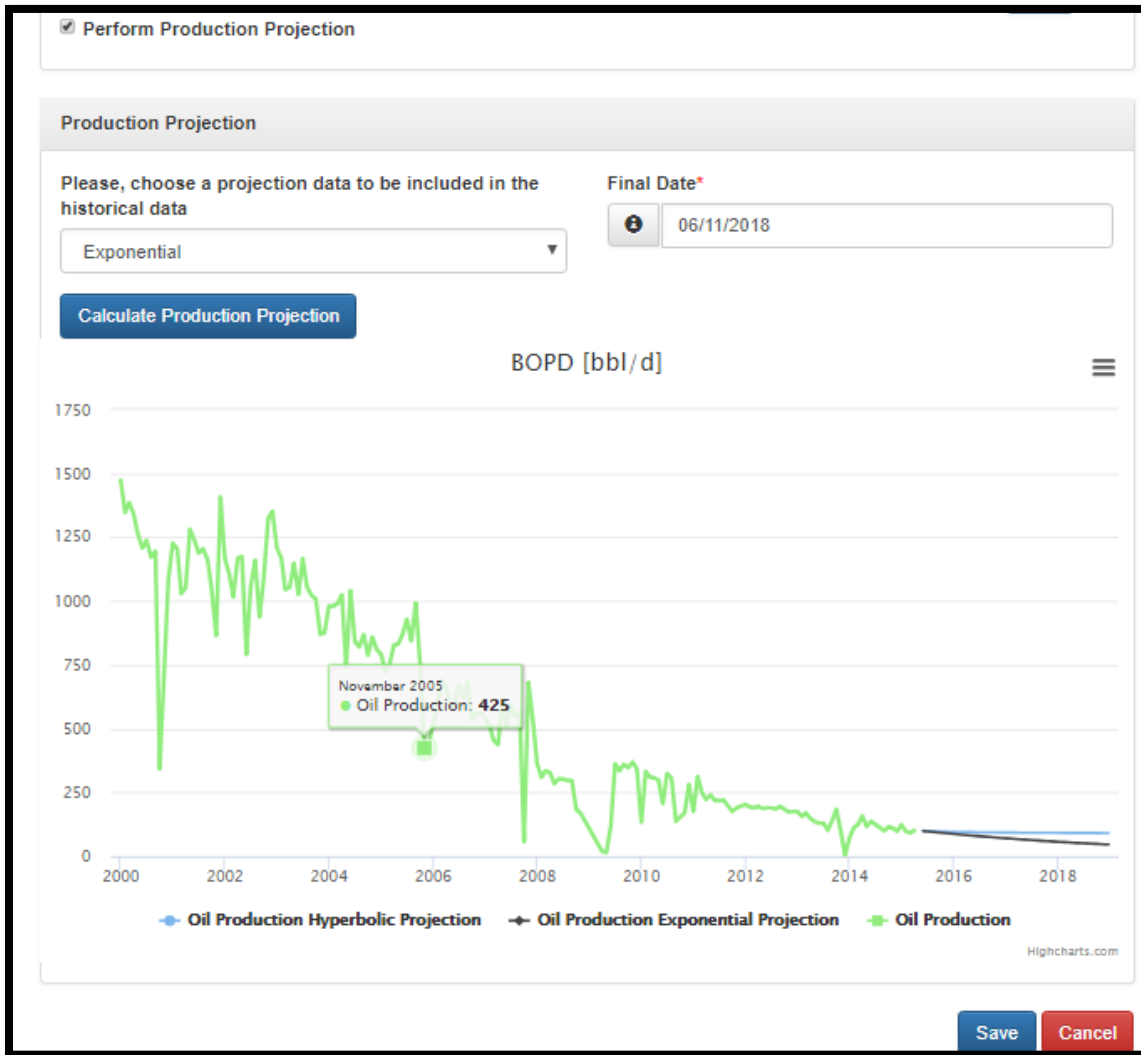 Perform Production Projection
Production Projection
Please, choose a projection data to be included in the
historical data
Final Date*
Exponential
06/11/2018
Calculate Production Projection
BOPD [bbl/d]
1750
1500
1250
1000
750
500
250
0
November 2005
Oil Production: 425
2000 2002 2004 2006 2008 2010 2012 2014 2016 2018
Oil Production Hyperbolic Projection Oil Production Exponential Projection Oil Production
Highcharts.com
Save Cancel